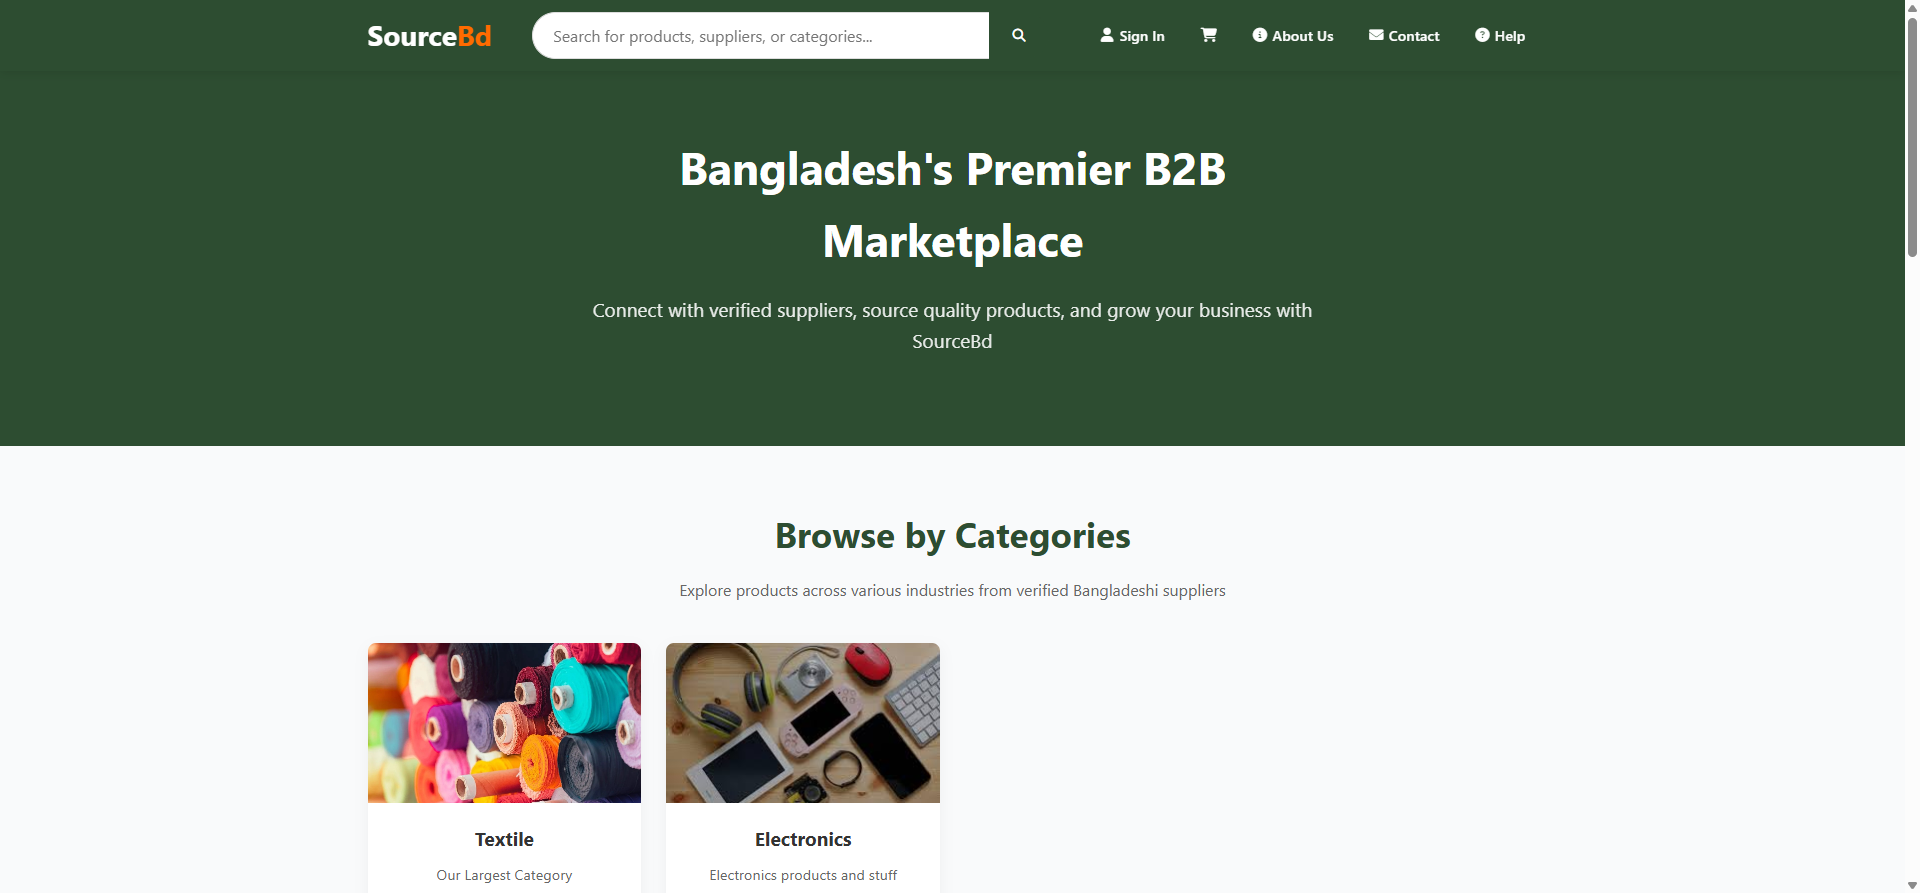 SourceBd
Search for products, suppliers, or categories...
Sign In
About Us
Contact
Help
Bangladesh's Premier B2B
Marketplace
Connect with verified suppliers, source quality products, and grow your business with
SourceBd
Browse by Categories
Explore products across various industries from verified Bangladeshi suppliers
Textile
Our Largest Category
Electronics
Electronics products and stuff